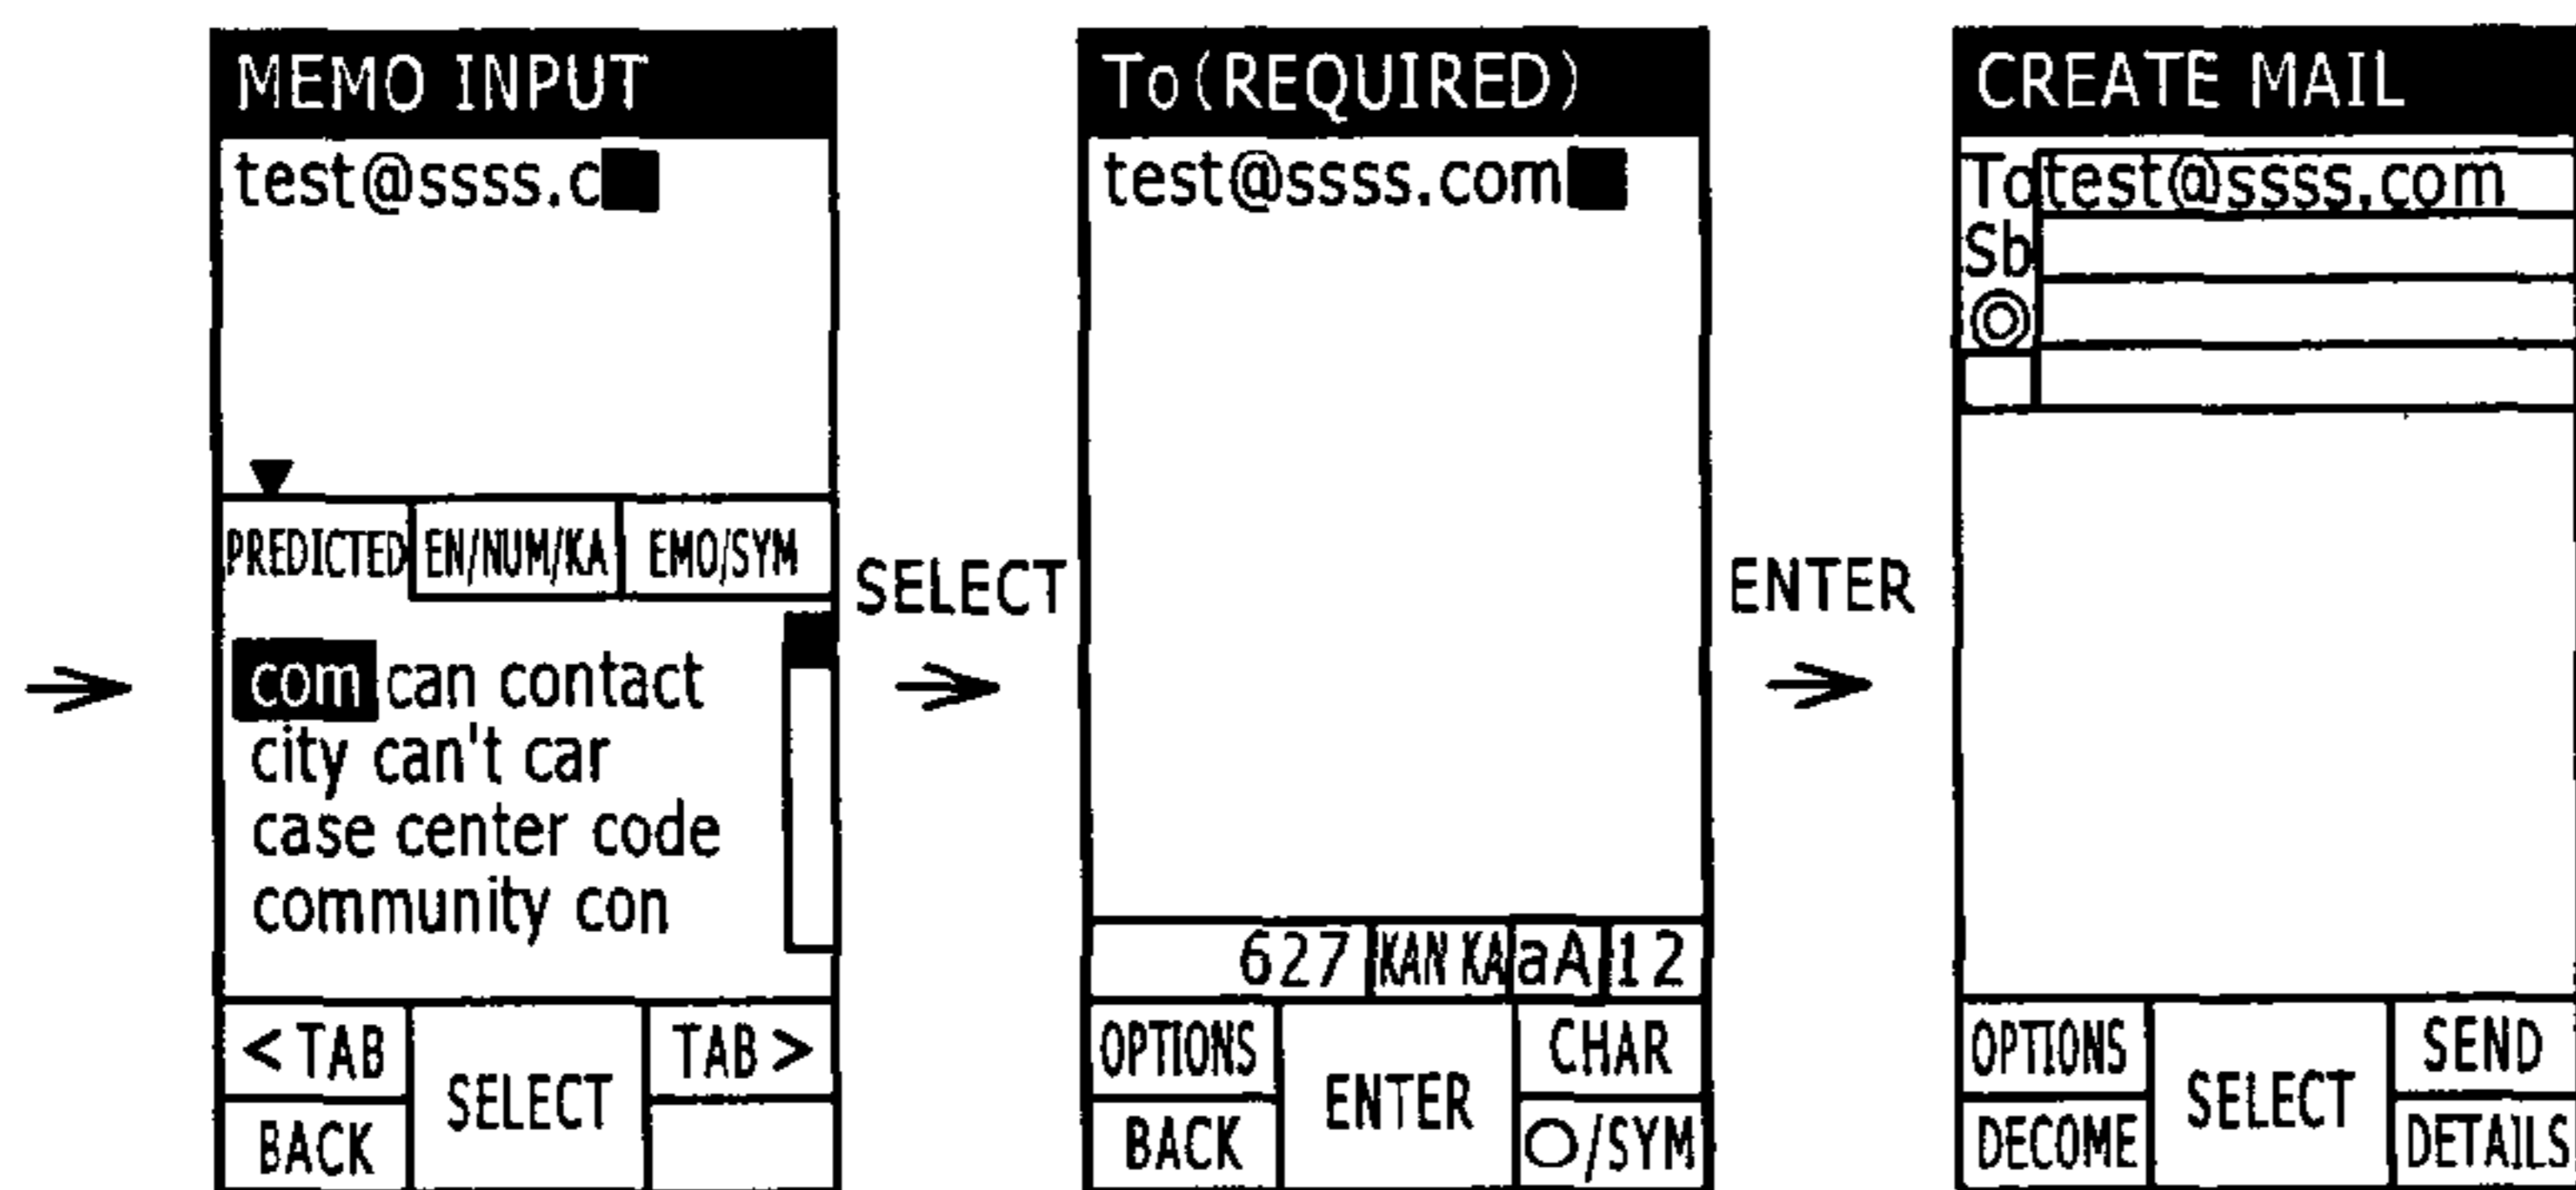 MEMO INPUT
test@ssss.c
PREDICTED EN/NUM/KA EMO/SYM
com can contact
city can't car
case center code
community con
< TAB SELECT TAB >
BACK
SELECT
To(REQUIRED)
test@ssss.com
627 KAN KA aA 12
OPTIONS ENTER CHAR
BACK ○/SYM
ENTER
CREATE MAIL
To test@ssss.com
Sb
OPTIONS SELECT SEND
DECOME DETAILS